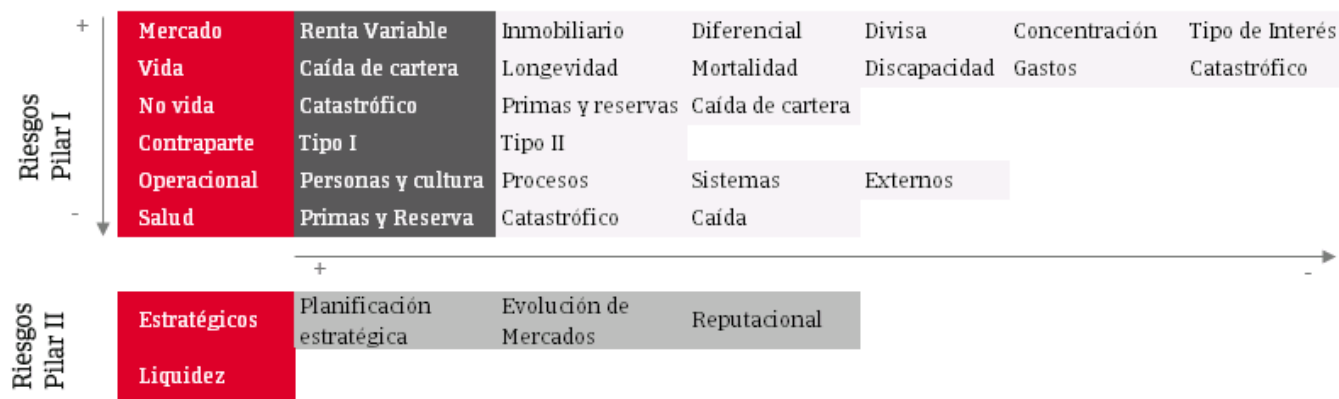 + Mercado Renta Variable Inmobiliario Diferencial Divisa Concentración Tipo de Interés
Vida Caída de cartera Longevidad Mortalidad Discapacidad Gastos Catastrófico
No vida Catastrófico Primas y reservas Caída de cartera
Riesgos
Pilar I
Contraparte Tipo I Tipo II
Operacional Personas y cultura Procesos Sistemas Externos
- Salud Primas y Reserva Catastrófico Caída
+ -
Riesgos
Pilar II
Estratégicos
Planificación
estratégica
Evolución de
Mercados
Reputacional
Liquidez